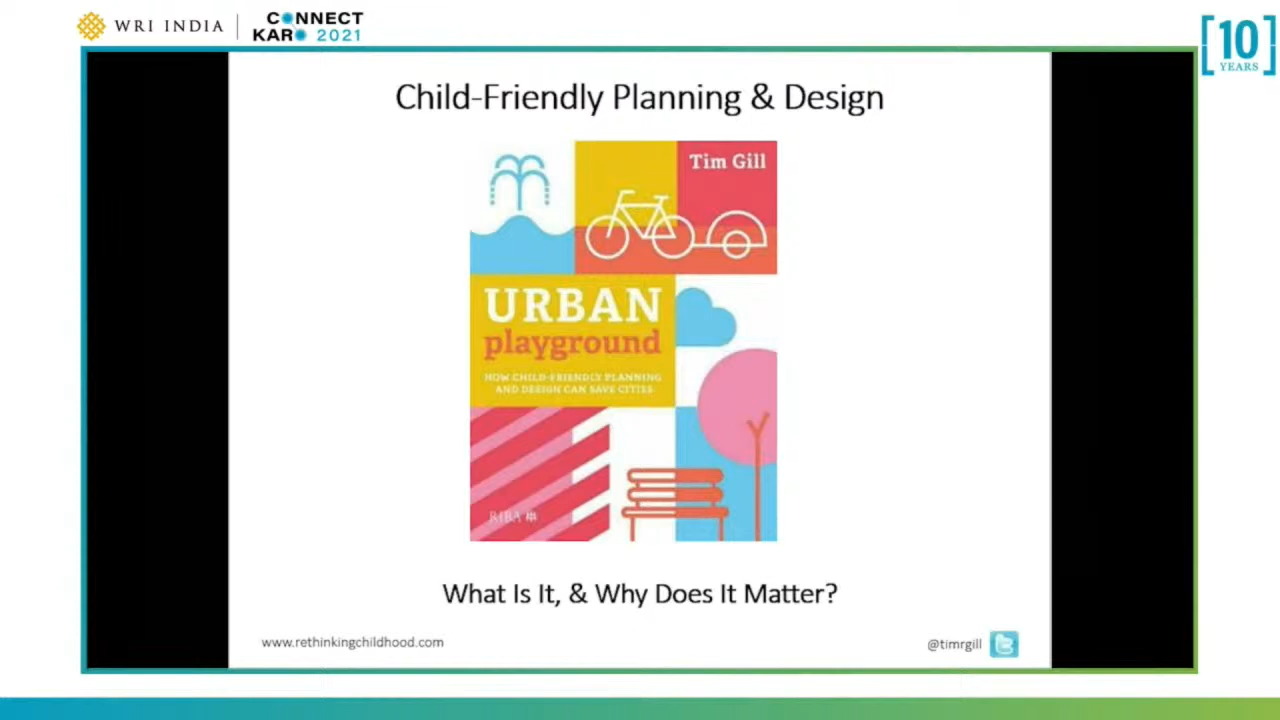 WRI INDIA
CONNECT
KARO 2021
[10]
YEARS
Child-Friendly Planning & Design
Tim Gill
URBAN
playground
HOW CHILD-FRIENDLY PLANNING
AND DESIGN CAN SAVE CITIES
RIBA
What Is It, & Why Does It Matter?
www.rethinkingchildhood.com
@timrgill